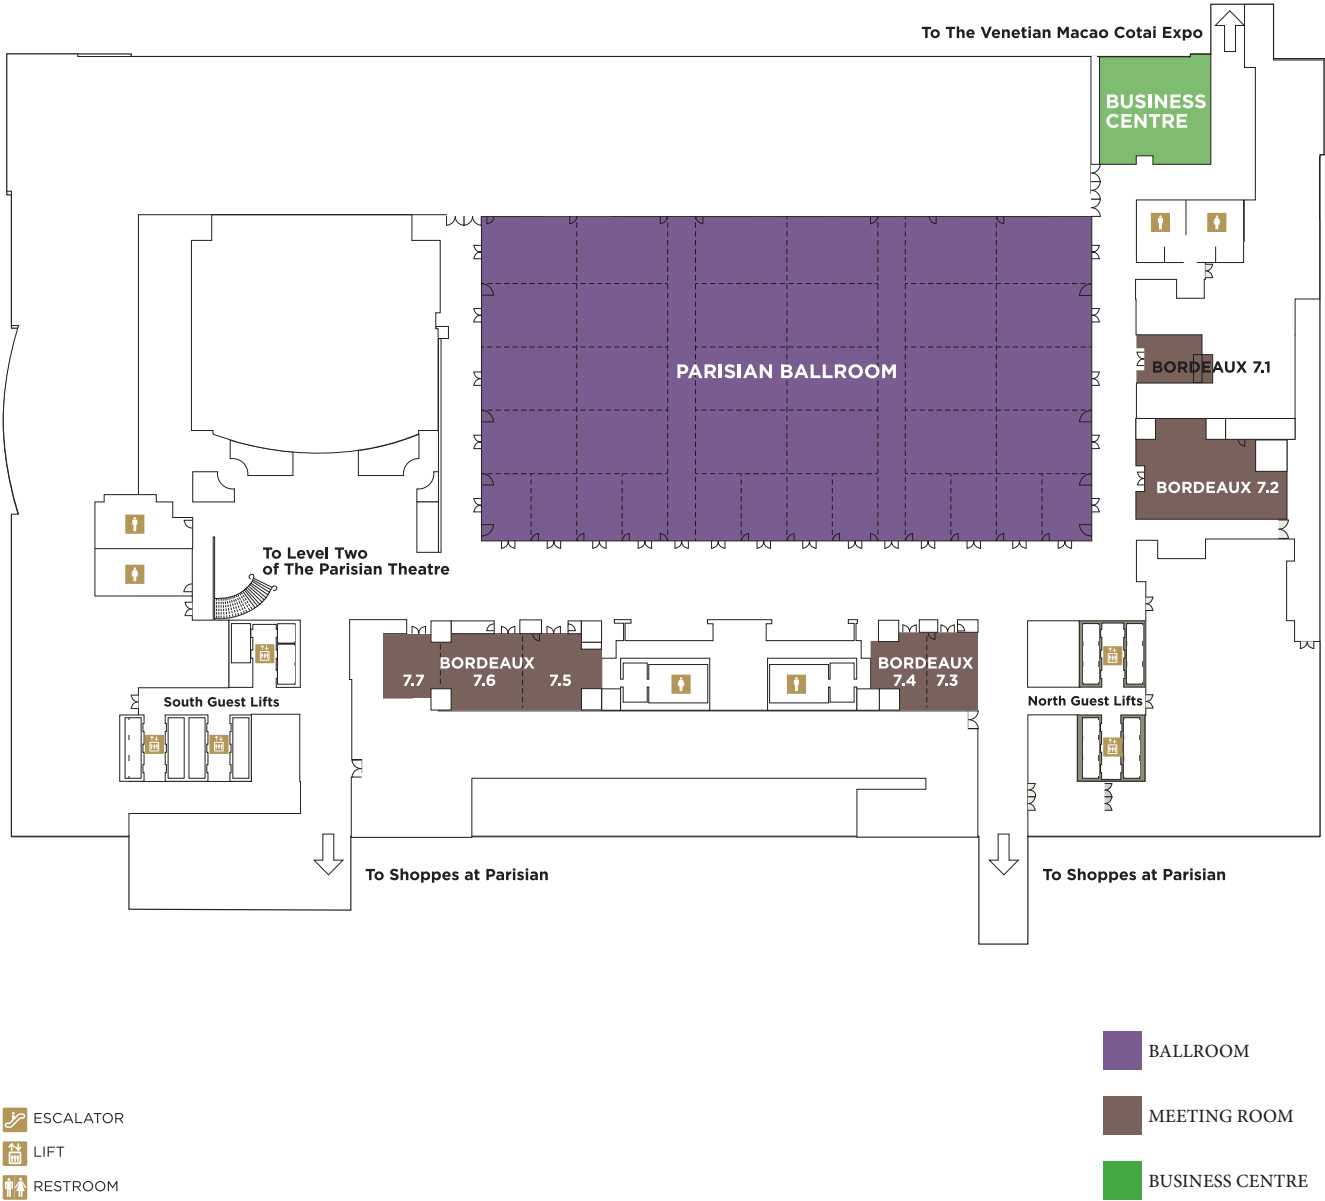 To The Venetian Macao Cotai Expo
BUSINESS
CENTRE
PARISIAN BALLROOM
BORDEAUX 7.1
BORDEAUX 7.2
To Level Two
of The Parisian Theatre
BORDEAUX
7.7 7.6 7.5
BORDEAUX
7.4 7.3
South Guest Lifts
North Guest Lifts
To Shoppes at Parisian
To Shoppes at Parisian
BALLROOM
MEETING ROOM
BUSINESS CENTRE
ESCALATOR
LIFT
RESTROOM